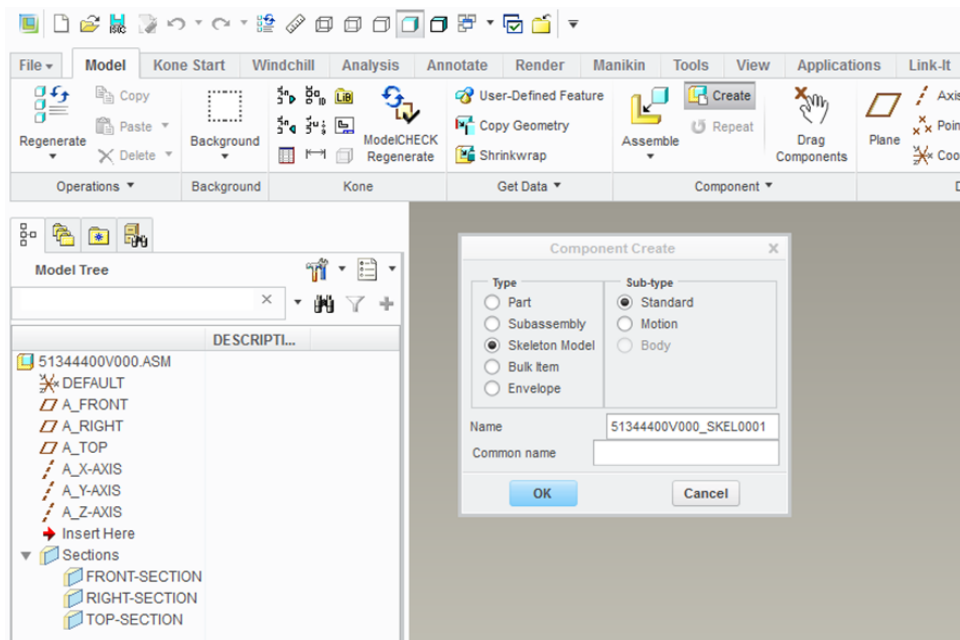 File Model Kone Start Windchill Analysis Annotate Render Manikin Tools View Applications Link-It
Regenerate
Copy
Paste
Delete
Operations
Background
Background
ModelCHECK
Regenerate
Kone
User-Defined Feature
Copy Geometry
Shrinkwrap
Get Data
Assemble
Create
Repeat
Drag
Components
Component
Plane
Model Tree
DESCRIPTI...
51344400V000.ASM
DEFAULT
A_FRONT
A_RIGHT
A_TOP
A_X-AXIS
A_Y-AXIS
A_Z-AXIS
Insert Here
Sections
FRONT-SECTION
RIGHT-SECTION
TOP-SECTION
Component Create
Type
Part
Subassembly
Skeleton Model
Bulk Item
Envelope
Sub-type
Standard
Motion
Body
Name 51344400V000_SKEL0001
Common name
OK Cancel